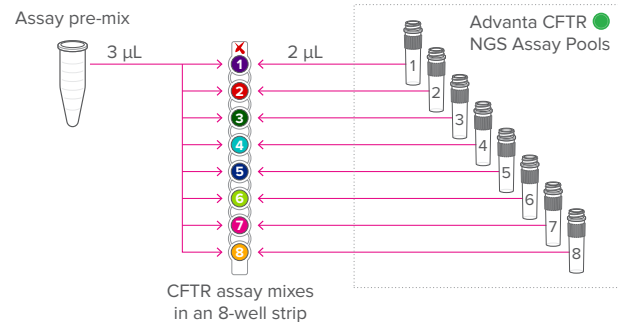 Assay pre-mix
3 µL
2 µL
Advanta CFTR
NGS Assay Pools
1
2
3
4
5
6
7
8
1
2
3
4
5
6
7
8
CFTR assay mixes
in an 8-well strip